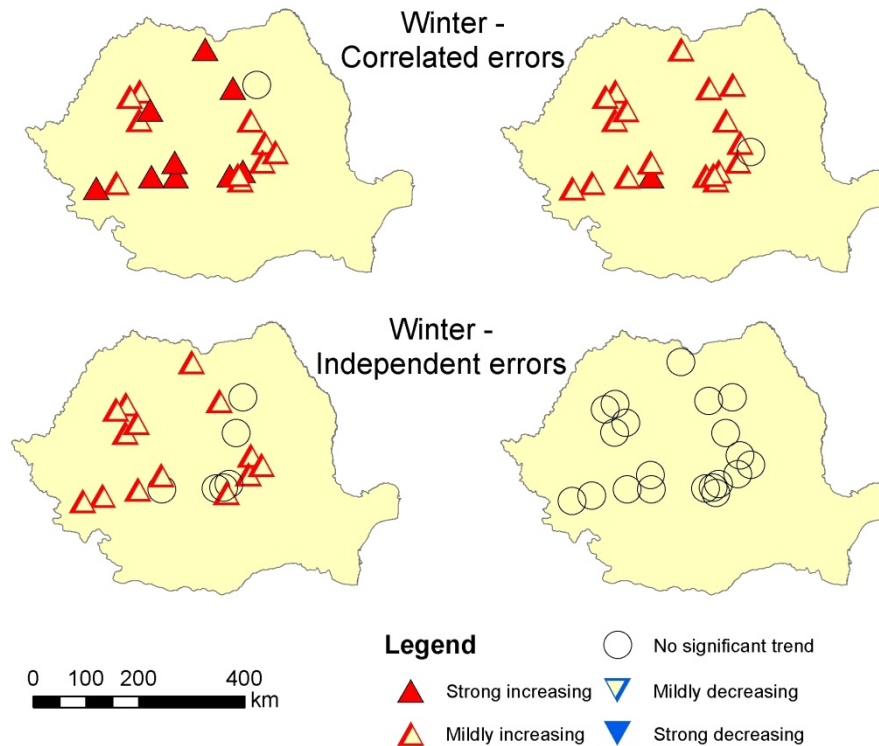 Winter -
Correlated errors
Winter -
Independent errors
Legend
No significant trend
0 100 200 400
km
Strong increasing
Mildly decreasing
Mildly increasing
Strong decreasing